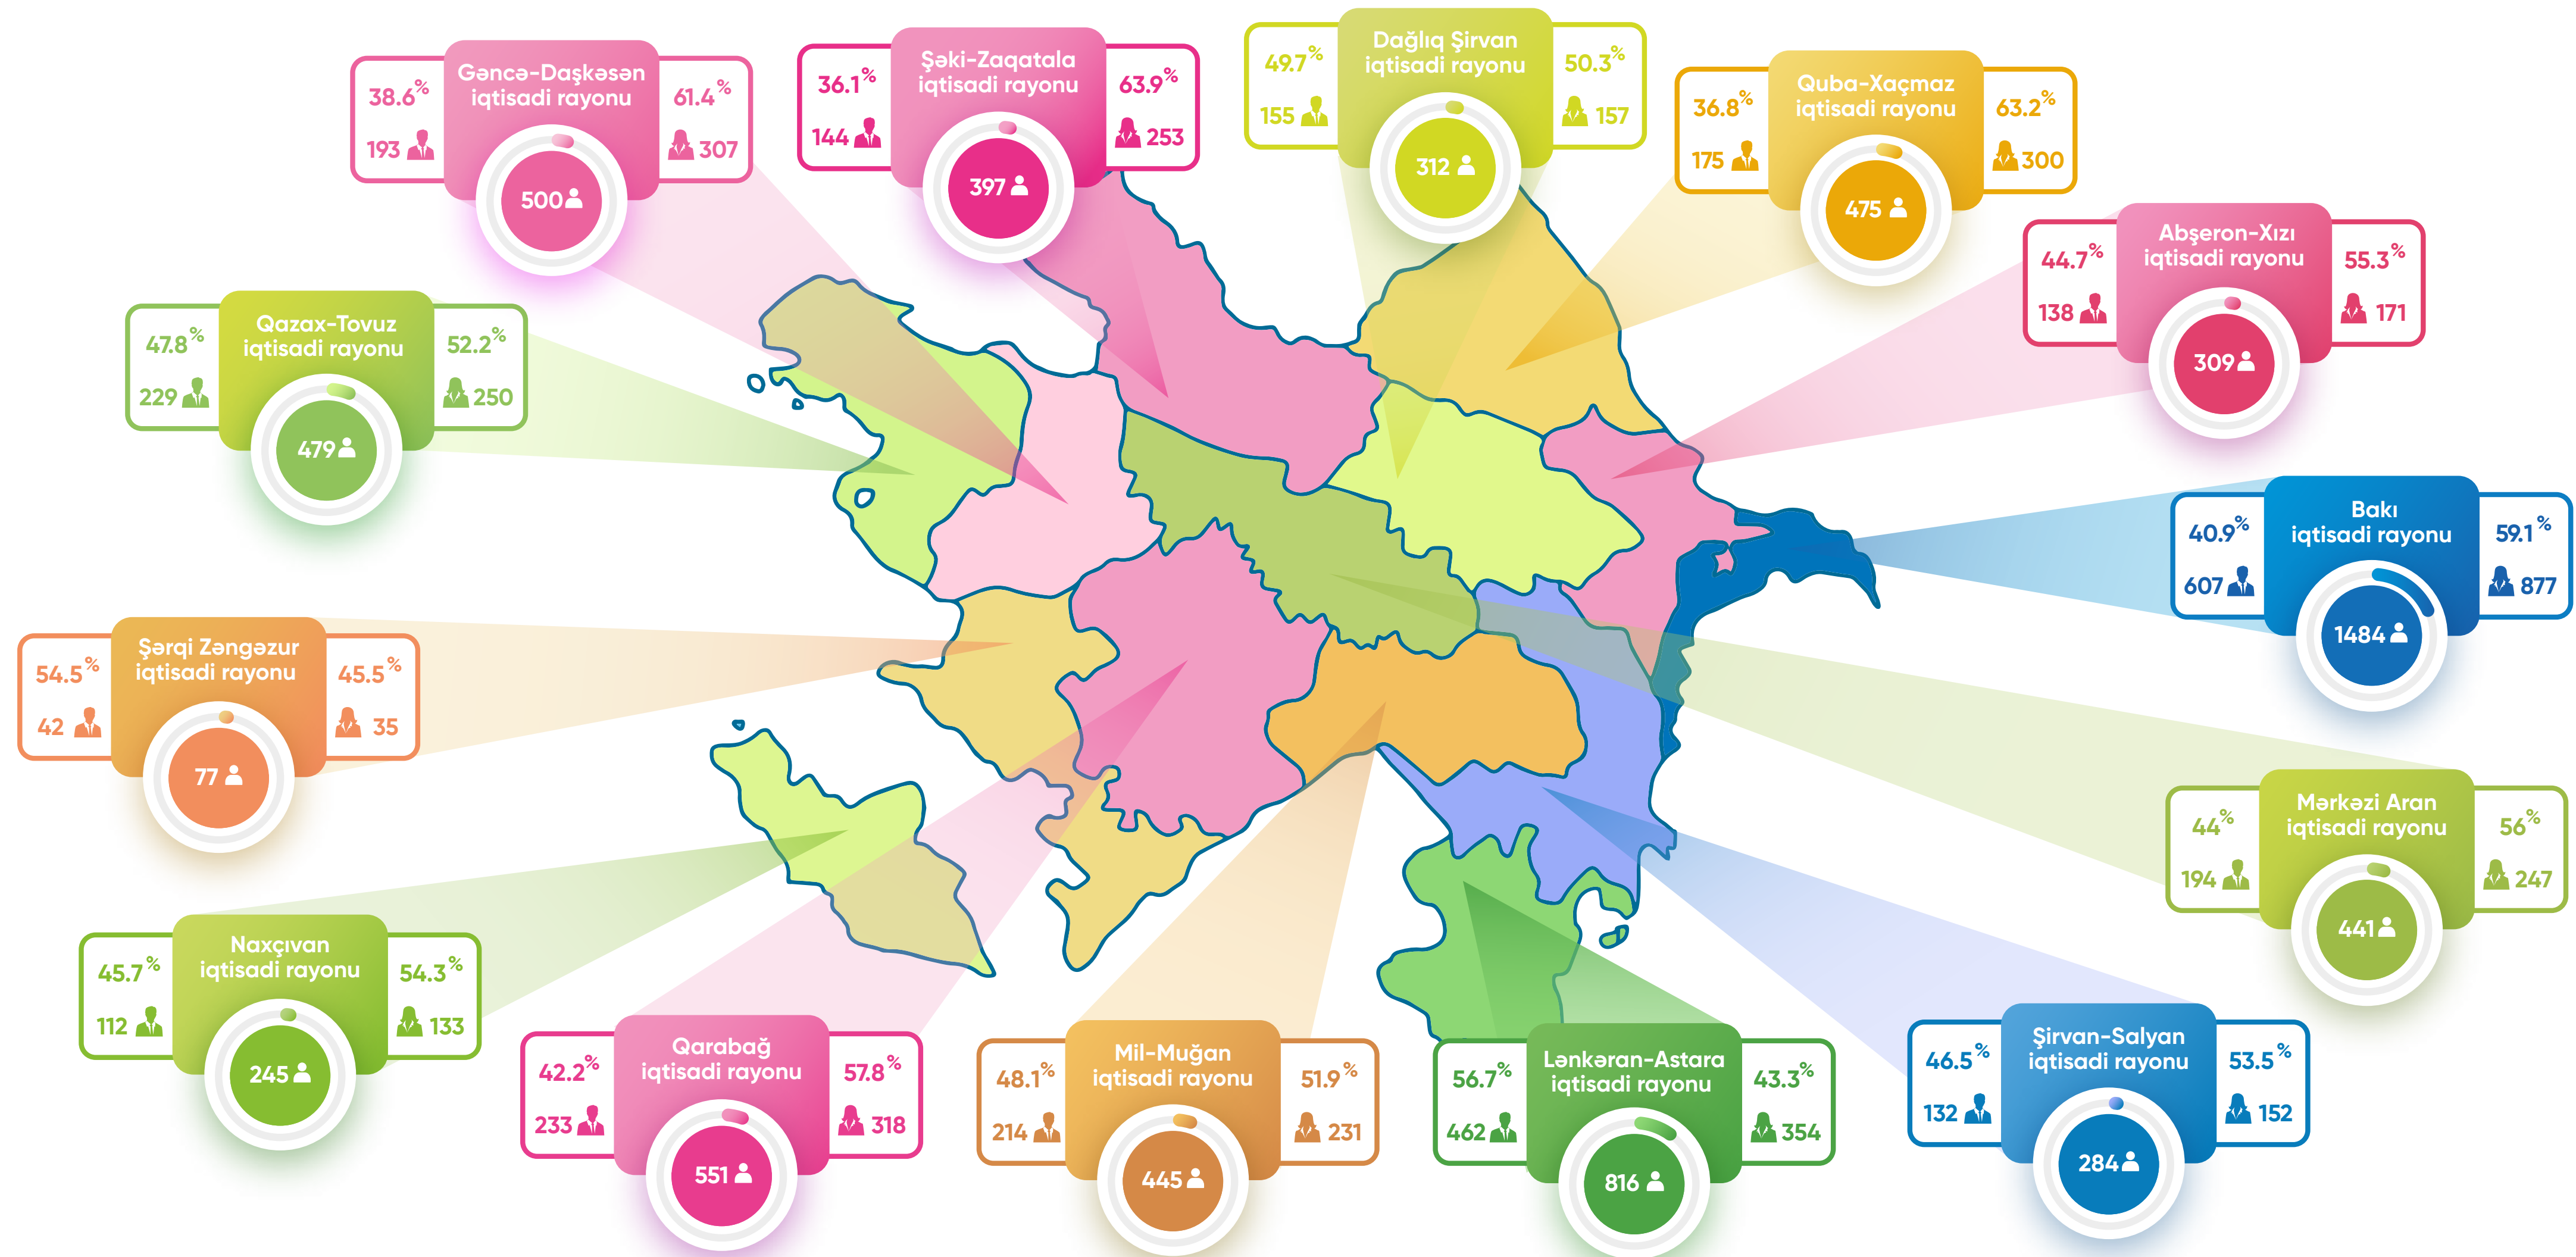 Gəncə-Daşkəsən
iqtisadi rayonu
38.6%
193
61.4%
307
500
Şəki-Zaqatala
iqtisadi rayonu
36.1%
144
63.9%
253
397
Dağlıq Şirvan
iqtisadi rayonu
49.7%
155
50.3%
157
312
Quba-Xaçmaz
iqtisadi rayonu
36.8%
175
63.2%
300
475
Abşeron-Xızı
iqtisadi rayonu
44.7%
138
55.3%
171
309
Qazax-Tovuz
iqtisadi rayonu
47.8%
229
52.2%
250
479
Bakı
iqtisadi rayonu
40.9%
607
59.1%
877
1484
Şərqi Zəngəzur
iqtisadi rayonu
54.5%
42
45.5%
35
77
Mərkəzi Aran
iqtisadi rayonu
44%
194
56%
247
441
Naxçıvan
iqtisadi rayonu
45.7%
112
54.3%
133
245
Qarabağ
iqtisadi rayonu
42.2%
233
57.8%
318
551
Mil-Muğan
iqtisadi rayonu
48.1%
214
51.9%
231
445
Lənkəran-Astara
iqtisadi rayonu
56.7%
462
43.3%
354
816
Şirvan-Salyan
iqtisadi rayonu
46.5%
132
53.5%
152
284